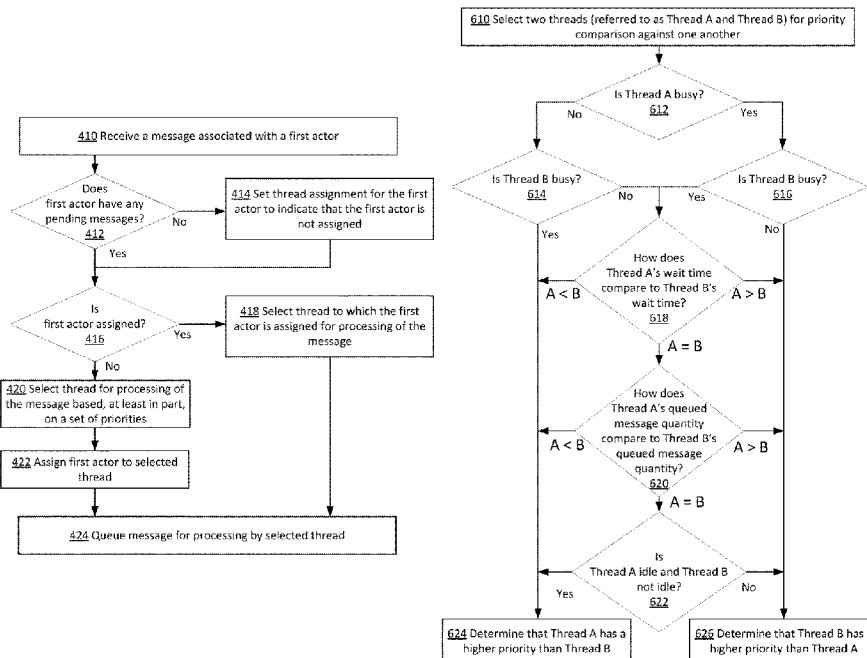 410 Receive a message associated with a first actor
Does
first actor have any
pending messages?
412
No
Yes
414 Set thread assignment for the first
actor to indicate that the first actor is
not assigned
Is
first actor assigned?
416
Yes
No
418 Select thread to which the first
actor is assigned for processing of the
message
420 Select thread for processing of
the message based, at least in part,
on a set of priorities
422 Assign first actor to selected
thread
424 Queue message for processing by selected thread
610 Select two threads (referred to as Thread A and Thread B) for priority
comparison against one another
Is Thread A busy?
612
No
Yes
Is Thread B busy?
614
No
Yes
Is Thread B busy?
616
Yes
No
How does
Thread A's wait time
compare to Thread B's
wait time?
618
A < B
A > B
A = B
How does
Thread A's queued
message quantity
compare to Thread B's
queued message
quantity?
620
A < B
A > B
A = B
Is
Thread A idle and Thread B
not idle?
622
Yes
No
624 Determine that Thread A has a
higher priority than Thread B
626 Determine that Thread B has
higher priority than Thread A